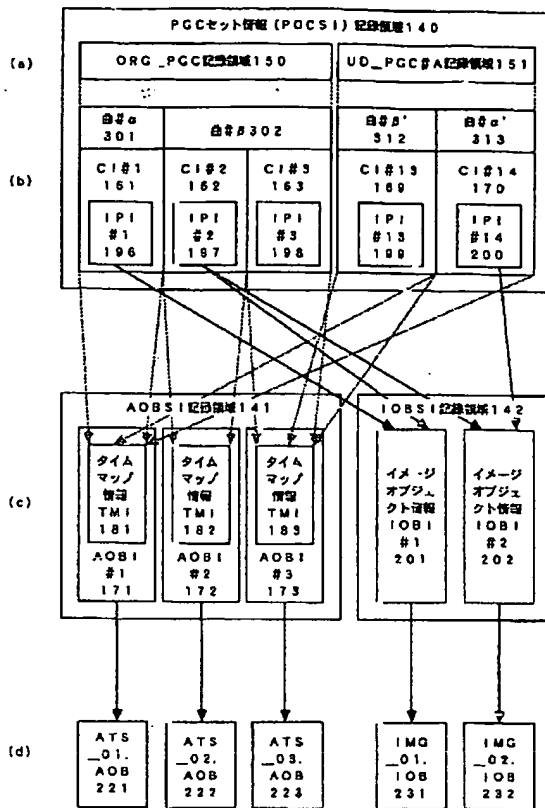 PGCセット情報(PGCSI)記録領域140
(a)
ORG_PGC記録領域150
UD_PGC#A記録領域151
曲#α
301
曲#β302
曲#β'
312
曲#α'
313
(b)
CI#1
161
CI#2
162
CI#3
163
CI#13
169
CI#14
170
IPI
#1
196
IPI
#2
197
IPI
#3
198
IPI
#13
199
IPI
#14
200
AOBSI記録領域141
IOBSI記録領域142
(c)
タイム
マップ
情報
TMI
181
タイム
マップ
情報
TMI
182
タイム
マップ
情報
TMI
183
AOBI
#1
171
AOBI
#2
172
AOBI
#3
173
イメージ
オブジェ
クト情報
IOBI
#1
201
イメージ
オブジェ
クト情報
IOBI
#2
202
(d)
ATS
_01.
AOB
221
ATS
_02.
AOB
222
ATS
_03.
AOB
223
IMG
_01.
IOB
231
IMG
_02.
IOB
232